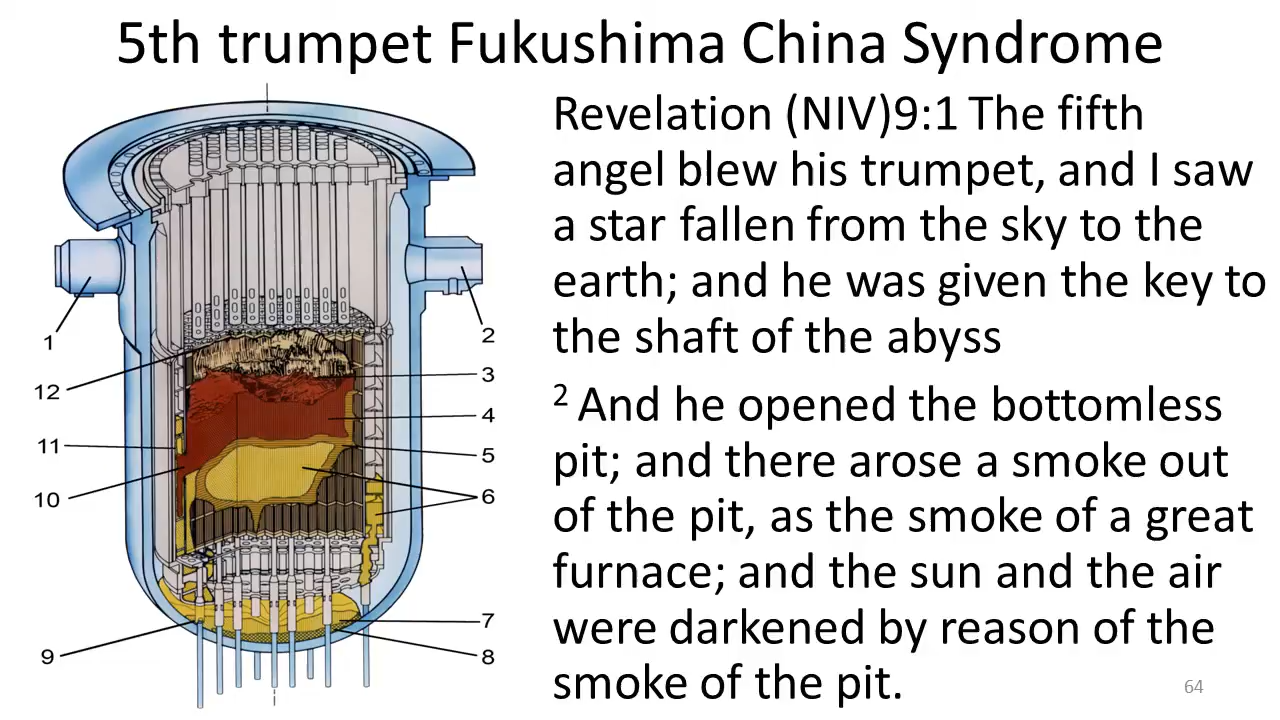 5th trumpet Fukushima China Syndrome
Revelation (NIV)9:1 The fifth
angel blew his trumpet, and I saw
a star fallen from the sky to the
earth; and he was given the key to
the shaft of the abyss
2 And he opened the bottomless
pit; and there arose a smoke out
of the pit, as the smoke of a great
furnace; and the sun and the air
were darkened by reason of the
smoke of the pit.
1
2
12
3
4
11
5
10
6
9
7
8
64